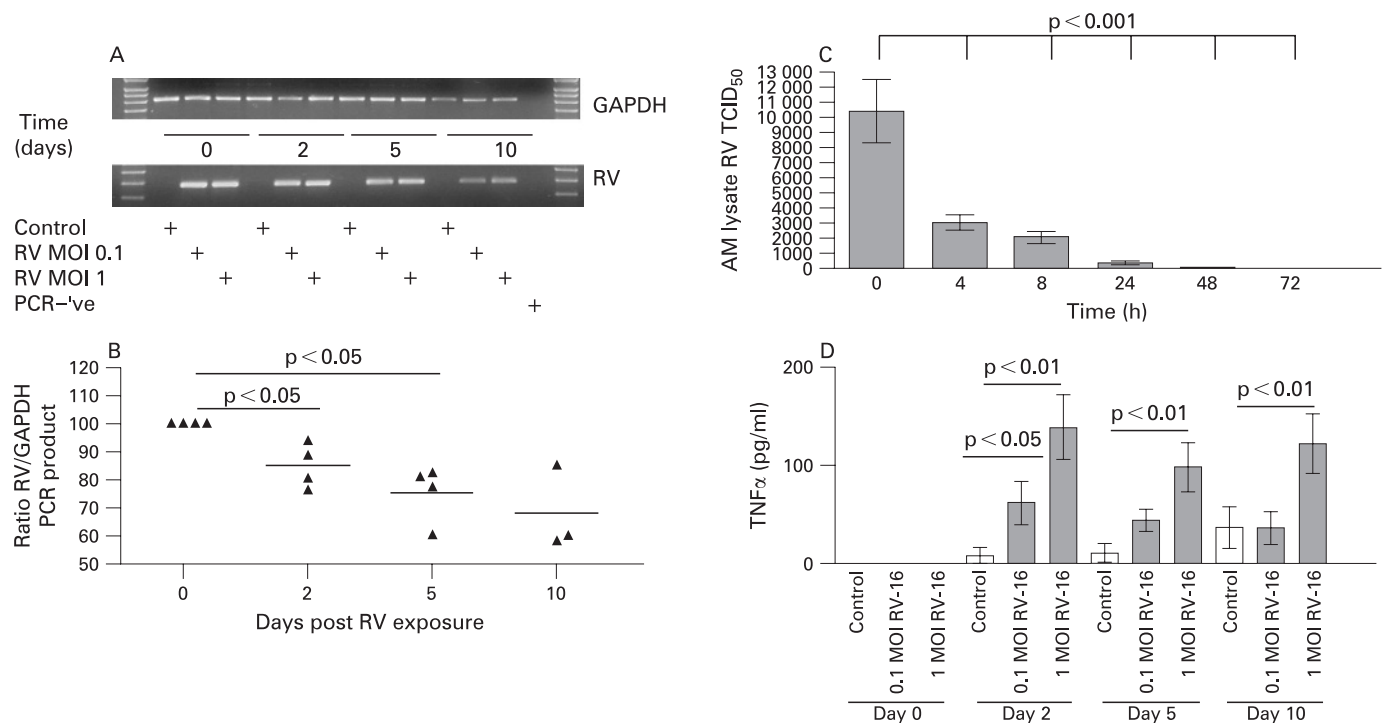 A
GAPDH
Time
(days)
0 2 5 10
RV
Control + + + +
RV MOI 0.1 + + + +
RV MOI 1 + + + +
PCR–'ve +
B
120
110
100
90
80
70
60
50
p < 0.05
p < 0.05
Ratio RV/GAPDH
PCR product
0 2 5 10
Days post RV exposure
p < 0.001
C
13 000
12 000
11 000
10 000
9000
8000
7000
6000
5000
4000
3000
2000
1000
0
AM lysate RV TCID50
0 4 8 24 48 72
Time (h)
D
200
100
0
TNFα (pg/ml)
p < 0.01
p < 0.05
p < 0.01
p < 0.01
Control
0.1 MOI RV-16
1 MOI RV-16
Control
0.1 MOI RV-16
1 MOI RV-16
Control
0.1 MOI RV-16
1 MOI RV-16
Control
0.1 MOI RV-16
1 MOI RV-16
Day 0 Day 2 Day 5 Day 10